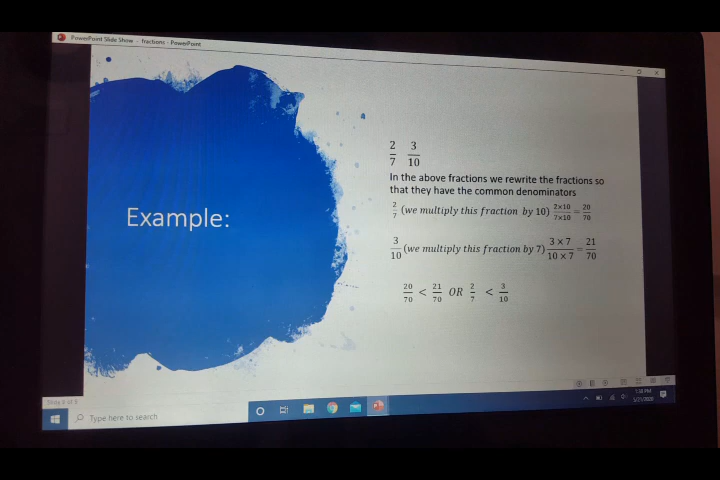 PowerPoint Slide Show - fractions - PowerPoint
Example:
2/7 3/10
In the above fractions we rewrite the fractions so
that they have the common denominators
2/7 (we multiply this fraction by 10) 2×10/7×10 = 20/70
3/10 (we multiply this fraction by 7) 3 × 7/10 × 7 = 21/70
20/70 < 21/70 OR 2/7 < 3/10
Type here to search
1:38 PM